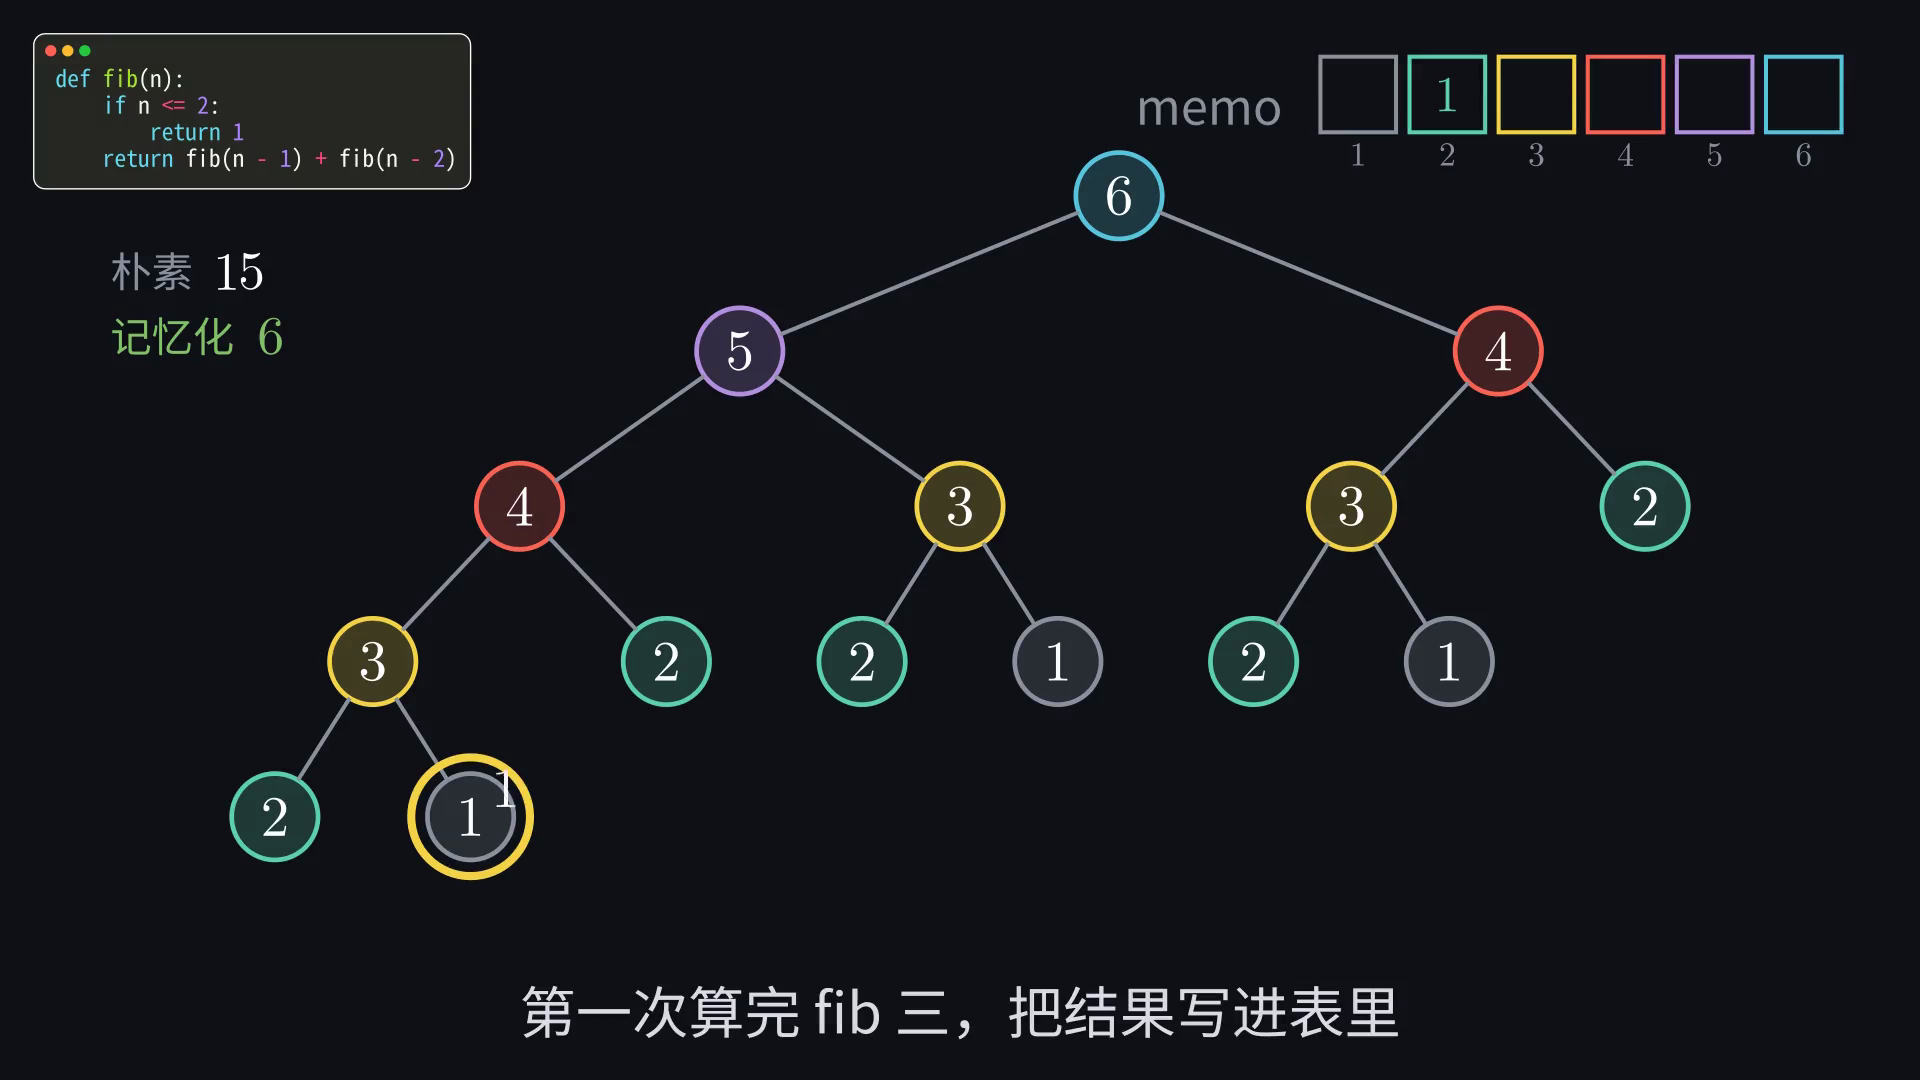 def fib(n):
    if n <= 2:
        return 1
    return fib(n - 1) + fib(n - 2)
memo 1
1 2 3 4 5 6
朴素 15
记忆化 6
6
5 4
4 3 3 2
3 2 2 1 2 1
2 1 1
第一次算完 fib 三，把结果写进表里